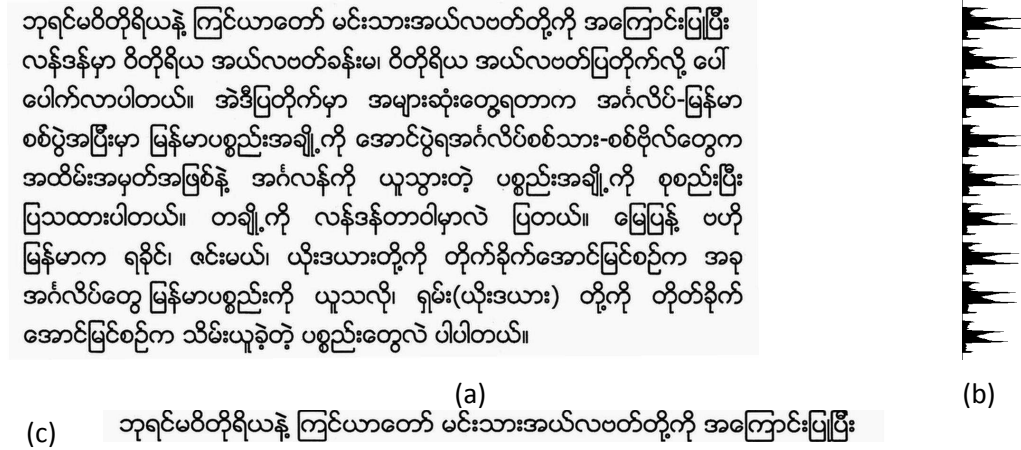 ဘုရင်မဝိတိုရိယနဲ့ ကြင်ယာတော် မင်းသားအယ်လဗတ်တို့ကို အကြောင်းပြုပြီး
လန်ဒန်မှာ ဝိတိုရိယ အယ်လဗတ်ခန်းမ၊ ဝိတိုရိယ အယ်လဗတ်ပြတိုက်လို့ ပေါ်
ပေါက်လာပါတယ်။ အဲဒီပြတိုက်မှာ အများဆုံးတွေ့ရတာက အင်္ဂလိပ်-မြန်မာ
စစ်ပွဲအပြီးမှာ မြန်မာပစ္စည်းအချို့ကို အောင်ပွဲရအင်္ဂလိပ်စစ်သား-စစ်ဗိုလ်တွေက
အထိမ်းအမှတ်အဖြစ်နဲ့ အင်္ဂလန်ကို ယူသွားတဲ့ ပစ္စည်းအချို့ကို စုစည်းပြီး
ပြသထားပါတယ်။ တချို့ကို လန်ဒန်တာဝါမှာလဲ ပြတယ်။ မြေပြန့် ဗဟို
မြန်မာက ရခိုင်၊ ဇင်းမယ်၊ ယိုးဒယားတို့ကို တိုက်ခိုက်အောင်မြင်စဉ်က အခု
အင်္ဂလိပ်တွေ မြန်မာပစ္စည်းကို ယူသလို၊ ရှမ်း(ယိုးဒယား) တို့ကို တိုတ်ခိုက်
အောင်မြင်စဉ်က သိမ်းယူခဲ့တဲ့ ပစ္စည်းတွေလဲ ပါပါတယ်။
(a)
(b)
(c)
ဘုရင်မဝိတိုရိယနဲ့ ကြင်ယာတော် မင်းသားအယ်လဗတ်တို့ကို အကြောင်းပြုပြီး